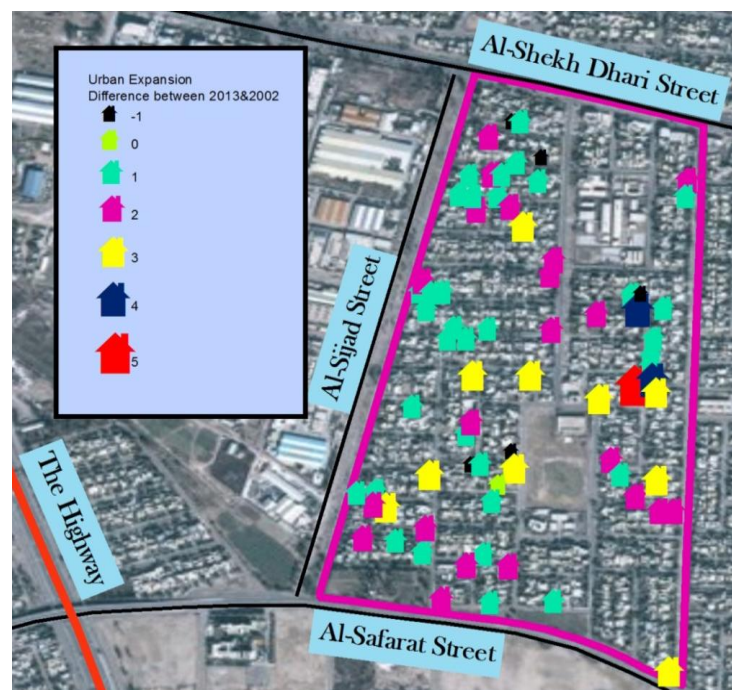 Al-Shekh Dhari Street
Urban Expansion
Difference between 2013&2002
-1
0
1
2
3
4
5
Al-Sijad Street
The Highway
Al-Safarat Street